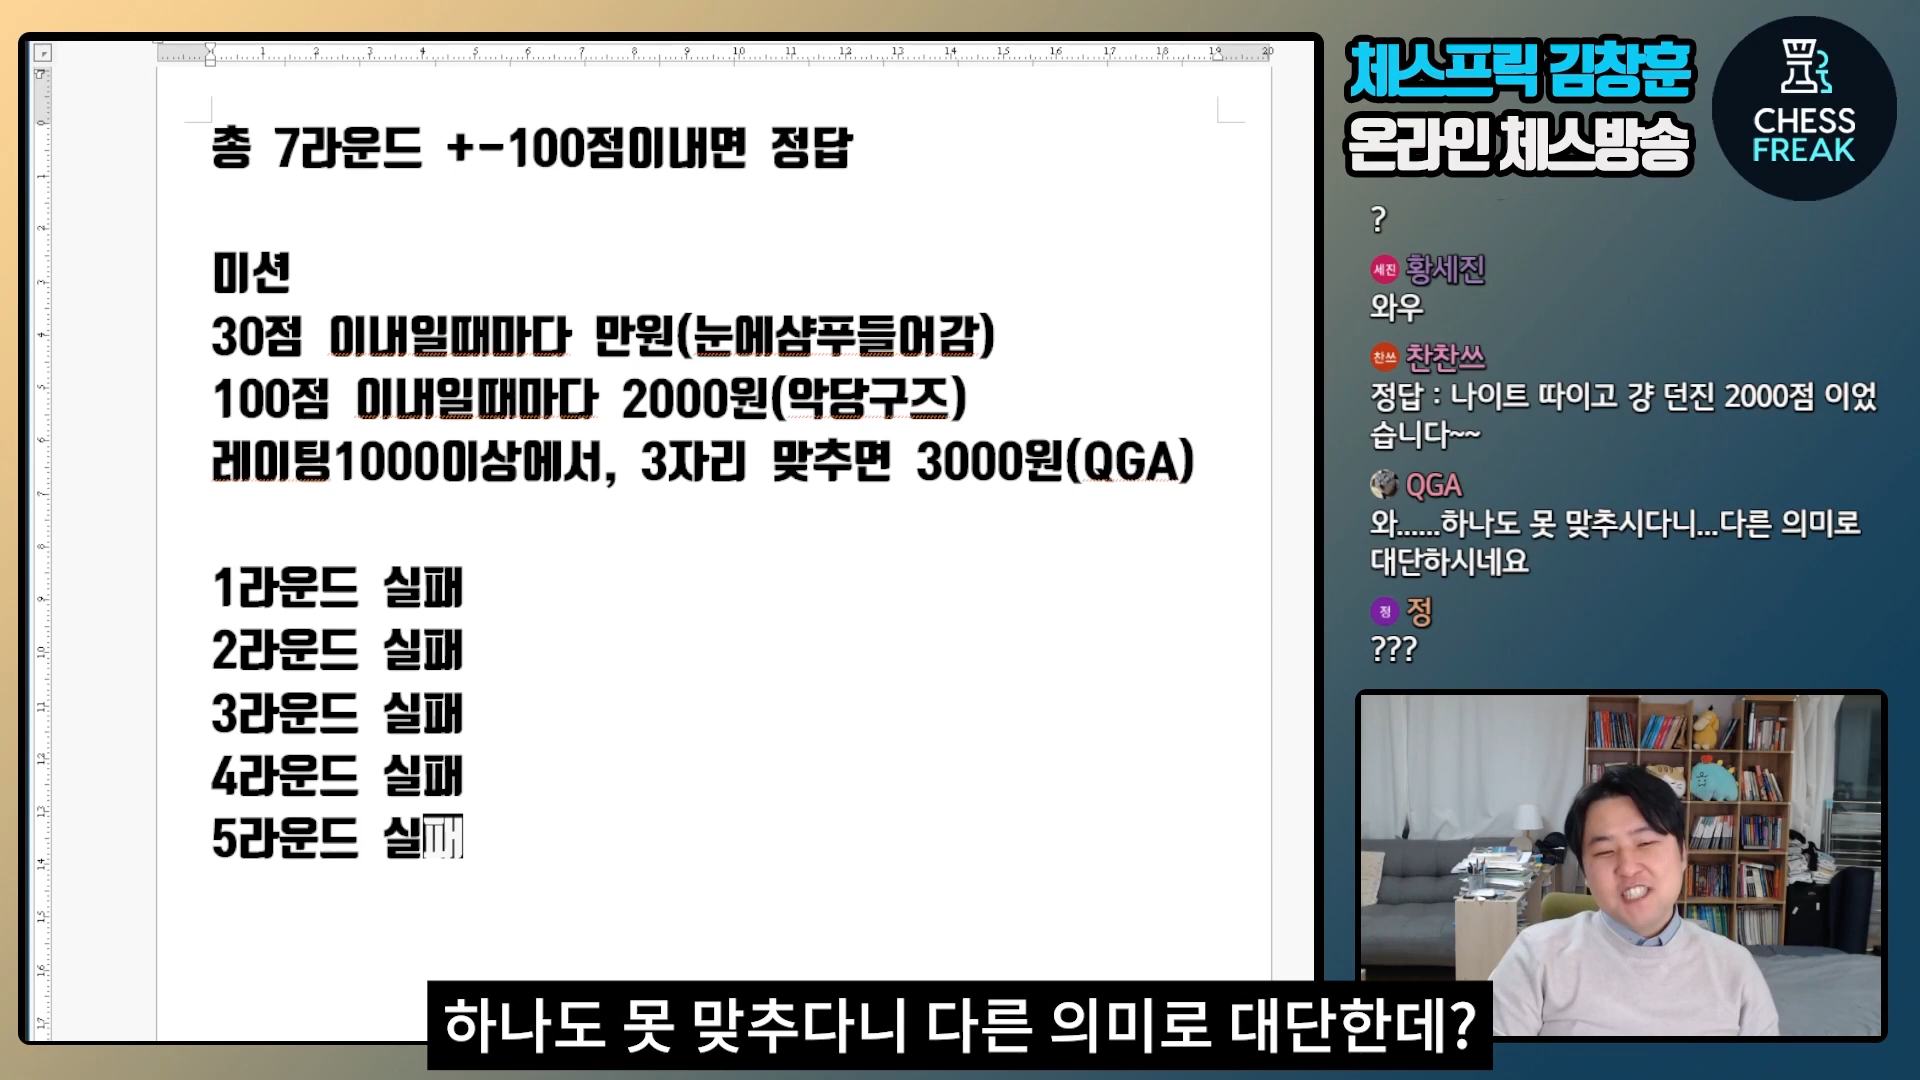 총 7라운드 +-100점이내면 정답
미션
30점 이내일때마다 만원(눈에샴푸들어감)
100점 이내일때마다 2000원(악당구즈)
레이팅1000이상에서, 3자리 맞추면 3000원(QGA)
1라운드 실패
2라운드 실패
3라운드 실패
4라운드 실패
5라운드 실패
체스프릭 김창훈
온라인 체스방송
CHESS
FREAK
?
세진 황세진
와우
찬쓰 찬찬쓰
정답 : 나이트 따이고 걍 던진 2000점 이었
습니다~~
QGA
와......하나도 못 맞추시다니...다른 의미로
대단하시네요
정 정
???
하나도 못 맞추다니 다른 의미로 대단한데?